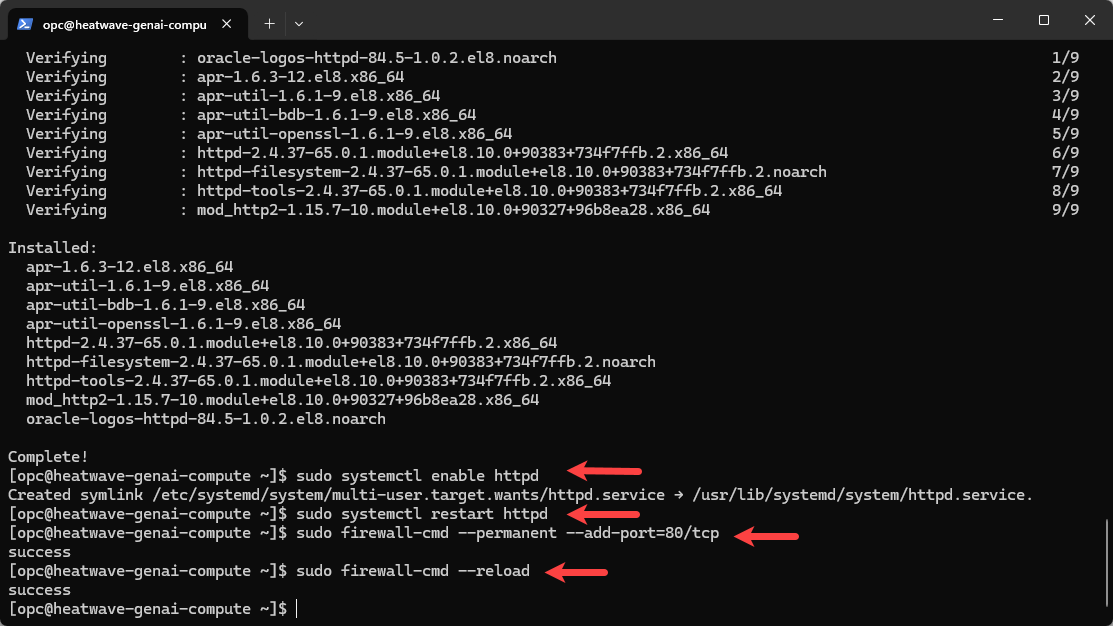 opc@heatwave-genai-compu
Verifying : oracle-logos-httpd-84.5-1.0.2.el8.noarch 1/9
Verifying : apr-1.6.3-12.el8.x86_64 2/9
Verifying : apr-util-1.6.1-9.el8.x86_64 3/9
Verifying : apr-util-bdb-1.6.1-9.el8.x86_64 4/9
Verifying : apr-util-openssl-1.6.1-9.el8.x86_64 5/9
Verifying : httpd-2.4.37-65.0.1.module+el8.10.0+90383+734f7ffb.2.x86_64 6/9
Verifying : httpd-filesystem-2.4.37-65.0.1.module+el8.10.0+90383+734f7ffb.2.noarch 7/9
Verifying : httpd-tools-2.4.37-65.0.1.module+el8.10.0+90383+734f7ffb.2.x86_64 8/9
Verifying : mod_http2-1.15.7-10.module+el8.10.0+90327+96b8ea28.x86_64 9/9
Installed:
apr-1.6.3-12.el8.x86_64
apr-util-1.6.1-9.el8.x86_64
apr-util-bdb-1.6.1-9.el8.x86_64
apr-util-openssl-1.6.1-9.el8.x86_64
httpd-2.4.37-65.0.1.module+el8.10.0+90383+734f7ffb.2.x86_64
httpd-filesystem-2.4.37-65.0.1.module+el8.10.0+90383+734f7ffb.2.noarch
httpd-tools-2.4.37-65.0.1.module+el8.10.0+90383+734f7ffb.2.x86_64
mod_http2-1.15.7-10.module+el8.10.0+90327+96b8ea28.x86_64
oracle-logos-httpd-84.5-1.0.2.el8.noarch
Complete!
[opc@heatwave-genai-compute ~]$ sudo systemctl enable httpd
Created symlink /etc/systemd/system/multi-user.target.wants/httpd.service → /usr/lib/systemd/system/httpd.service.
[opc@heatwave-genai-compute ~]$ sudo systemctl restart httpd
[opc@heatwave-genai-compute ~]$ sudo firewall-cmd --permanent --add-port=80/tcp
success
[opc@heatwave-genai-compute ~]$ sudo firewall-cmd --reload
success
[opc@heatwave-genai-compute ~]$